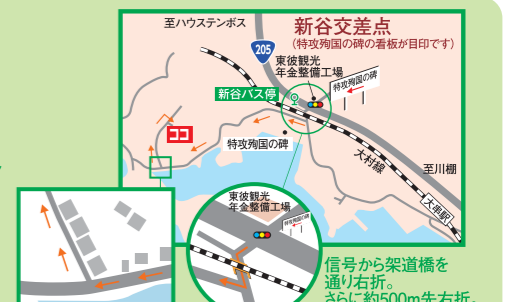 至ハウステンボス
新谷交差点
(特攻殉国の碑の看板が目印です)
205
東彼観光
年金整備工場
特攻殉国の碑
新谷バス停
ココ
特攻殉国の碑
大村線
至川棚
大串駅
東彼観光
年金整備工場
特攻殉国の碑
信号から架道橋を
通り右折。
さらに約500m先右折。